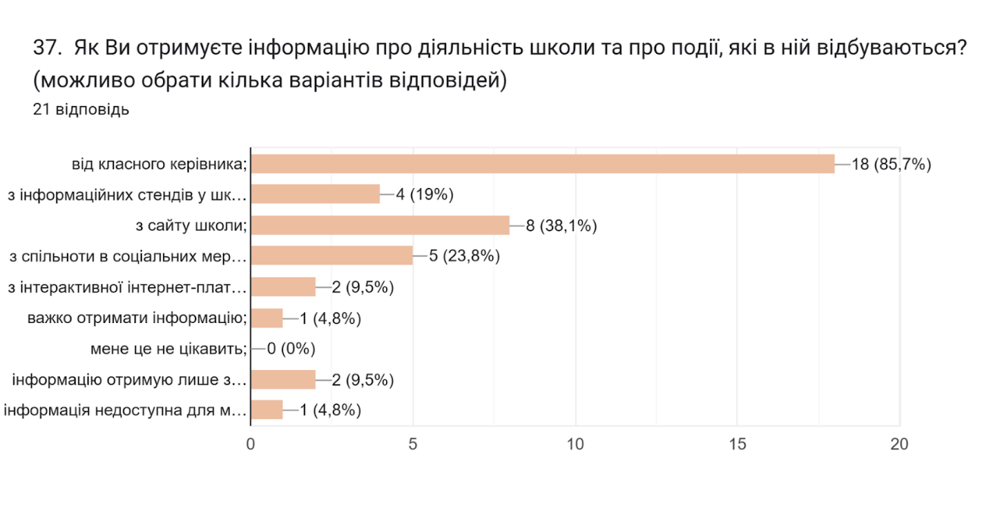 37. Як Ви отримуєте інформацію про діяльність школи та про події, які в ній відбуваються?
(можливо обрати кілька варіантів відповідей)
21 відповідь
від класного керівника; 18 (85,7%)
з інформаційних стендів у шк... 4 (19%)
з сайту школи; 8 (38,1%)
з спільноти в соціальних мер... 5 (23,8%)
з інтерактивної інтернет-плат... 2 (9,5%)
важко отримати інформацію; 1 (4,8%)
мене це не цікавить; 0 (0%)
інформацію отримую лише з... 2 (9,5%)
інформація недоступна для м... 1 (4,8%)
0 5 10 15 20